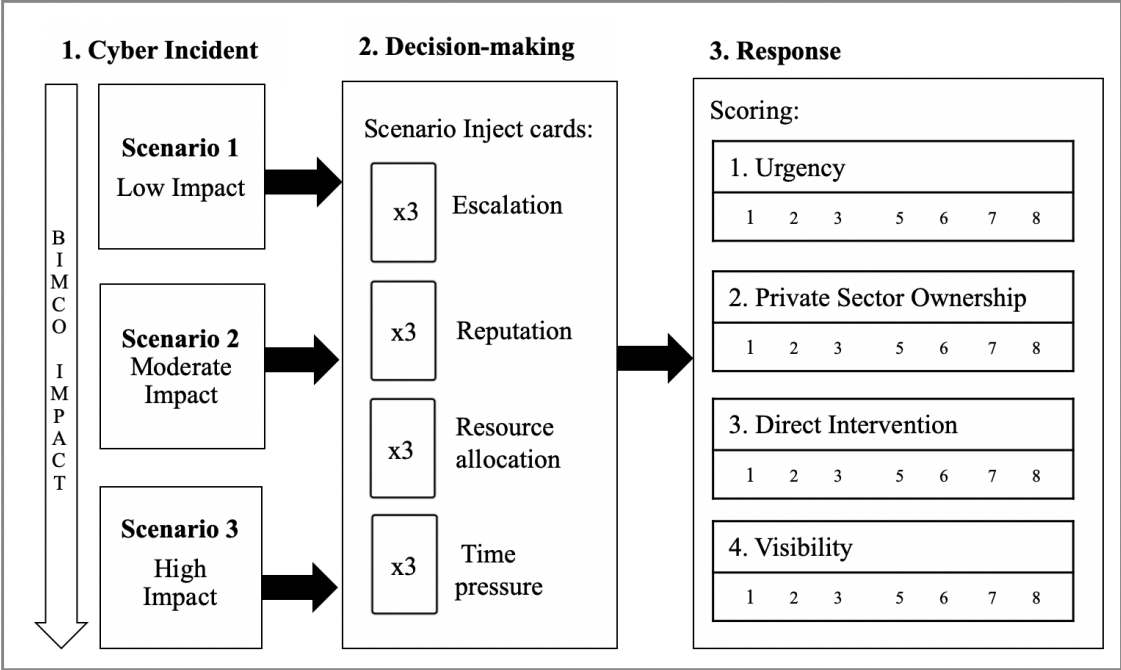 1. Cyber Incident
2. Decision-making
3. Response
BIMCO IMPACT
Scenario 1
Low Impact
Scenario 2
Moderate
Impact
Scenario 3
High
Impact
Scenario Inject cards:
x3
Escalation
x3
Reputation
x3
Resource
allocation
x3
Time
pressure
Scoring:
1. Urgency
1 2 3 5 6 7 8
2. Private Sector Ownership
1 2 3 5 6 7 8
3. Direct Intervention
1 2 3 5 6 7 8
4. Visibility
1 2 3 5 6 7 8